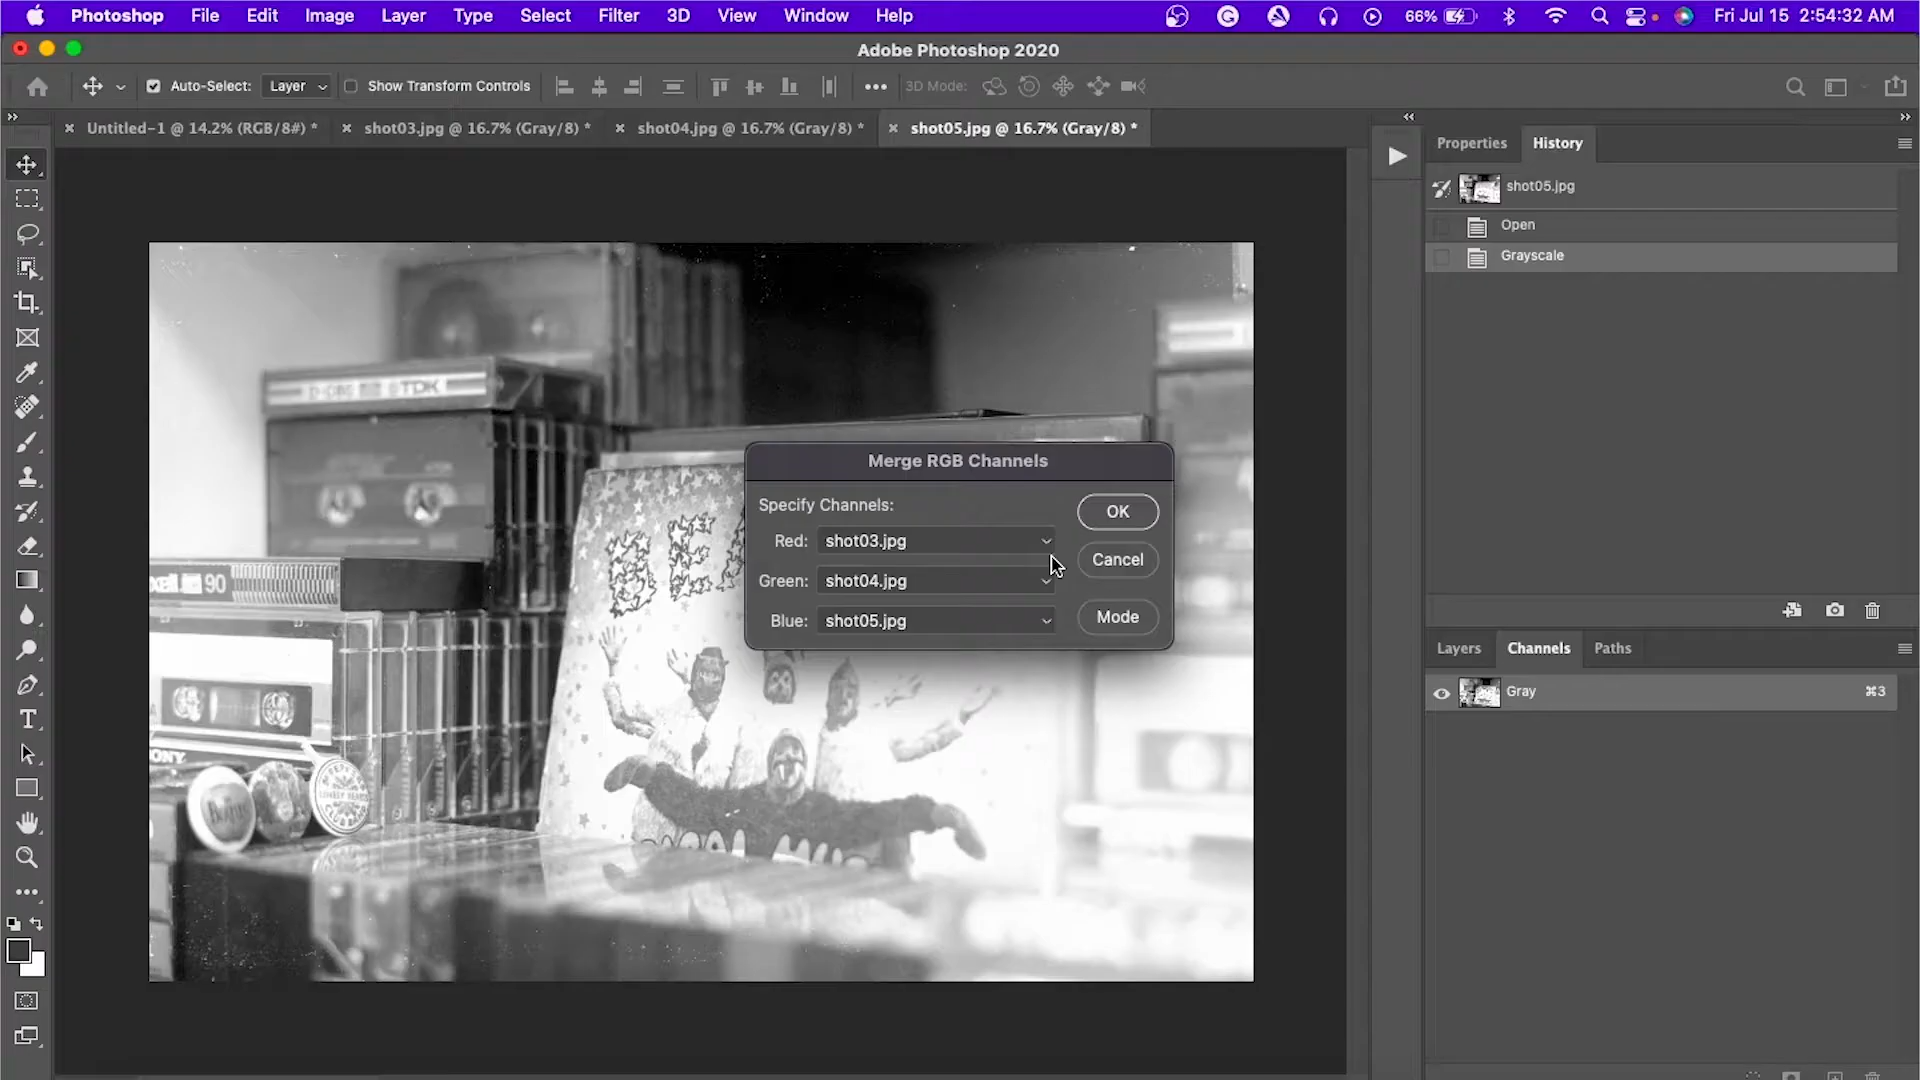 Photoshop File Edit Image Layer Type Select Filter 3D View Window Help 66% Fri Jul 15 2:54:32 AM
Adobe Photoshop 2020
Auto-Select: Layer Show Transform Controls 3D Mode:
Untitled-1 @ 14.2% (RGB/8#) * shot03.jpg @ 16.7% (Gray/8) * shot04.jpg @ 16.7% (Gray/8) * shot05.jpg @ 16.7% (Gray/8) *
Properties History
shot05.jpg
Open
Grayscale
TDK
Merge RGB Channels
Specify Channels:
OK
Red: shot03.jpg
Cancel
Green: shot04.jpg
Blue: shot05.jpg
Mode
90
Layers Channels Paths
Gray ⌘3